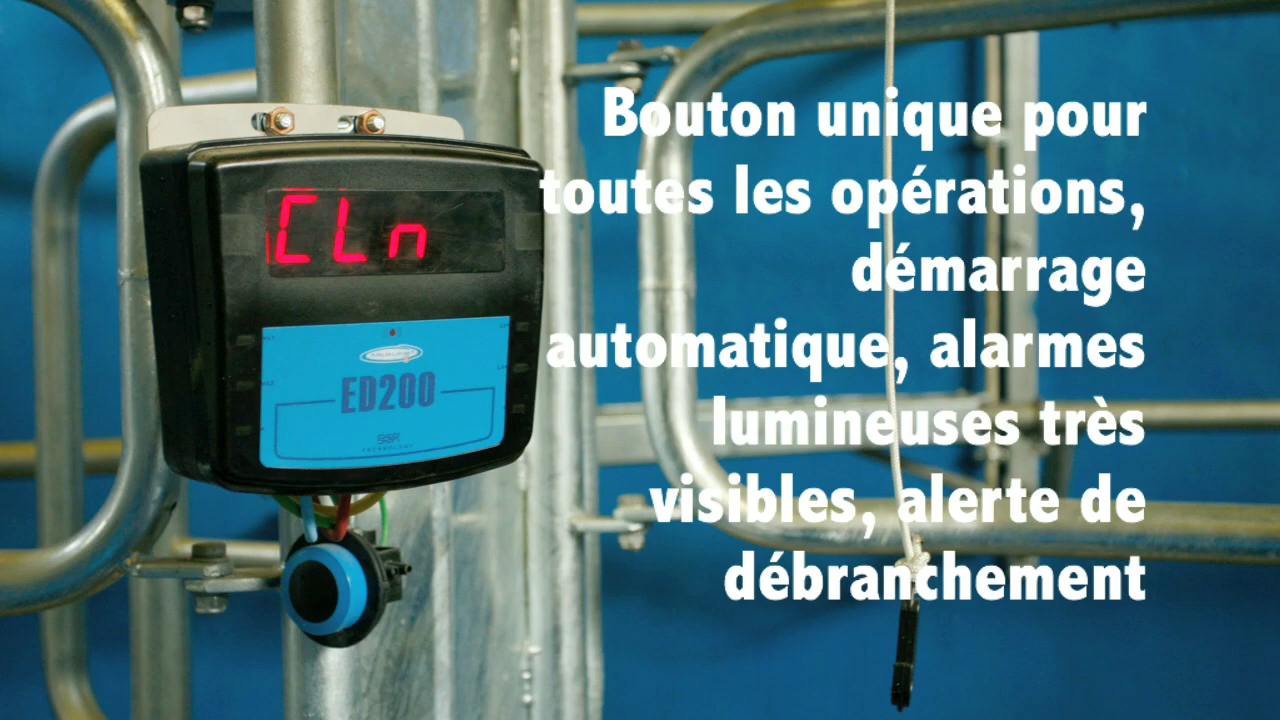 CLn
ED200
Bouton unique pour
toutes les opérations,
démarrage
automatique, alarmes
lumineuses très
visibles, alerte de
débranchement